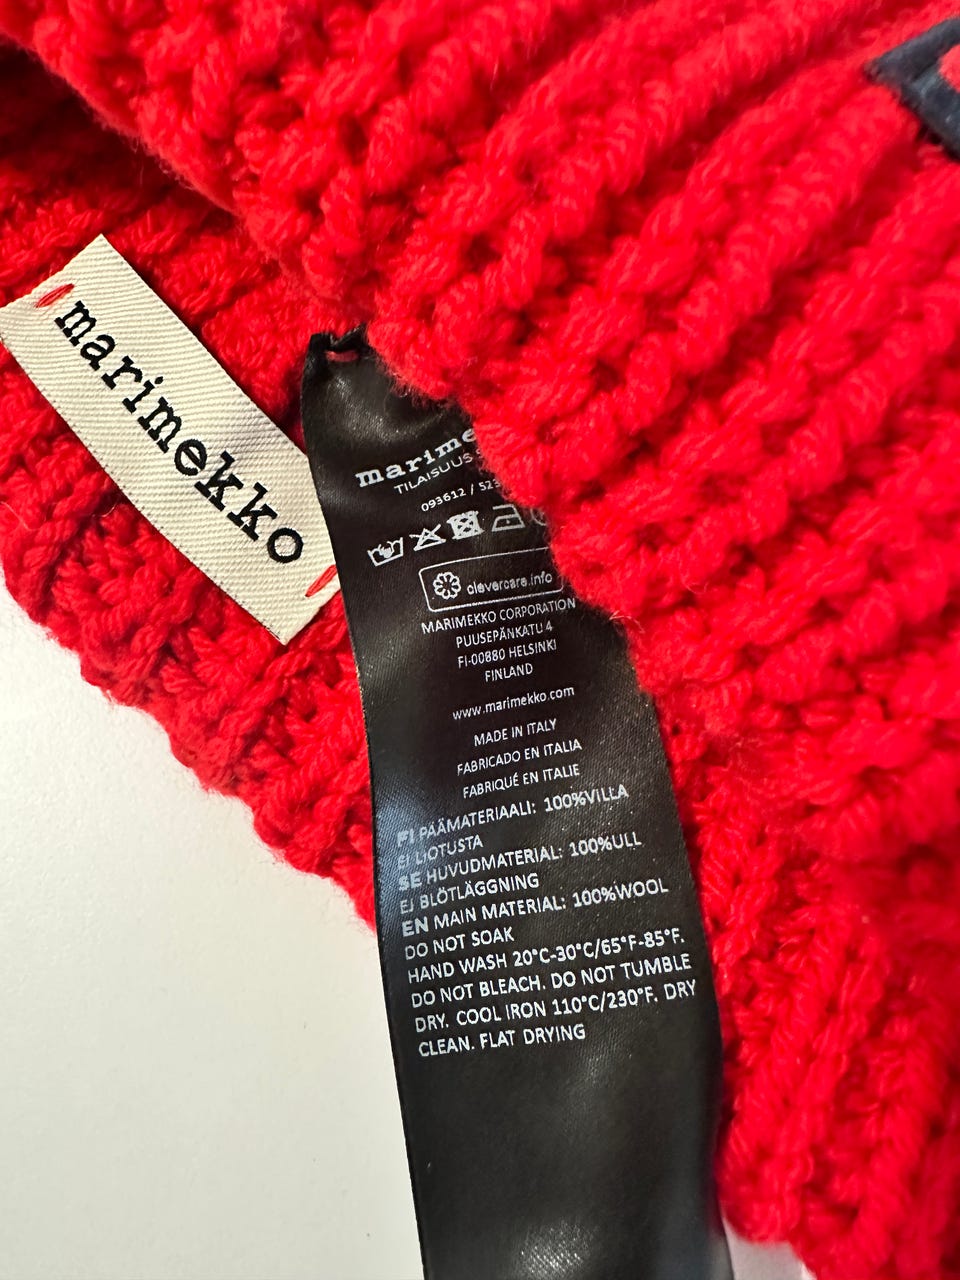 marimekko
TILAISUUS
093612 /
clevercare.info
MARIMEKKO CORPORATION
PUUSEPÄNKATU 4
FI-00880 HELSINKI
FINLAND
www.marimekko.com
MADE IN ITALY
FABRICADO EN ITALIA
FABRIQUÉ EN ITALIE
FI PÄÄMATERIAALI: 100%VILLA
EI LIOTUSTA
SE HUVUDMATERIAL: 100%ULL
EJ BLÖTLÄGGNING
EN MAIN MATERIAL: 100%WOOL
DO NOT SOAK
HAND WASH 20°C-30°C/65°F-85°F.
DO NOT BLEACH. DO NOT TUMBLE
DRY. COOL IRON 110°C/230°F. DRY
CLEAN. FLAT DRYING